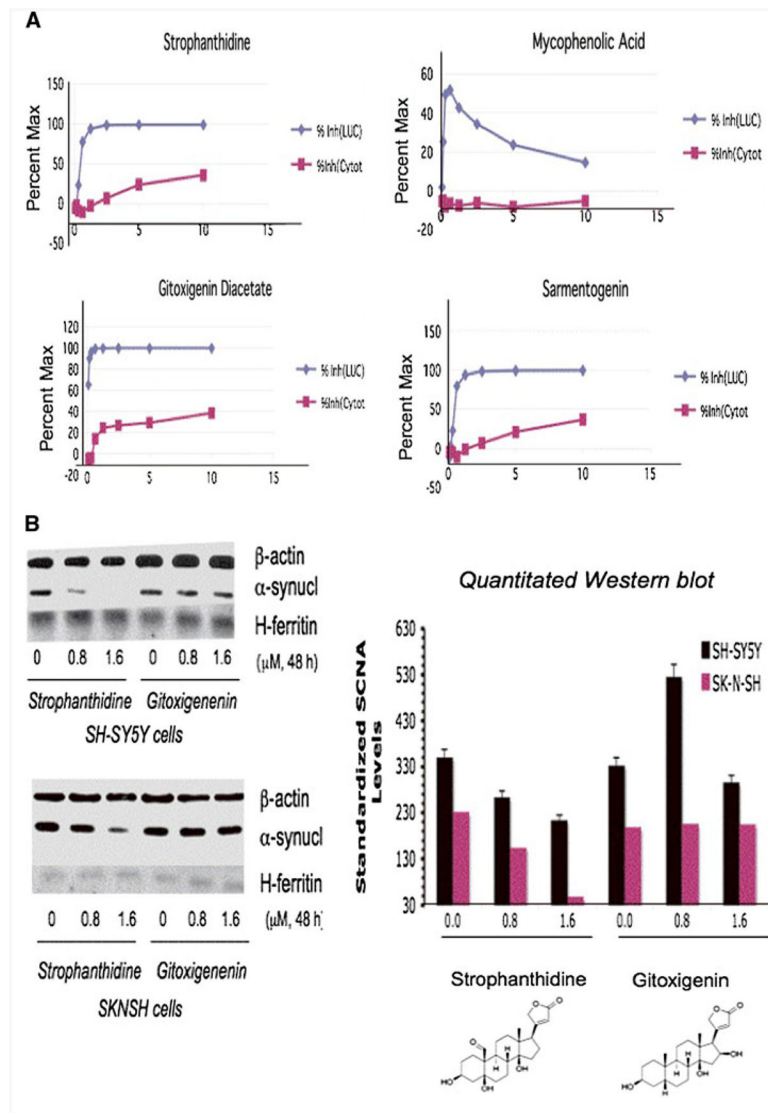 A
Strophanthidine
Percent Max
150
100
50
0
-50
0
5
10
15
% Inh(LUC)
%Inh(Cytot
Mycophenolic Acid
Percent Max
60
40
20
0
-20
0
5
10
15
% Inh(LUC)
%Inh(Cytot
Gitoxigenin Diacetate
Percent Max
120
100
80
60
40
20
0
-20
0
5
10
15
% Inh(LUC)
%Inh(Cytot
Sarmentogenin
Percent Max
150
100
50
0
-50
0
5
10
15
% Inh(LUC)
%Inh(Cytot
B
β-actin
α-synucl
H-ferritin
0 0.8 1.6 0 0.8 1.6 (μM, 48 h)
Strophanthidine Gitoxigenenin
SH-SY5Y cells
β-actin
α-synucl
H-ferritin
0 0.8 1.6 0 0.8 1.6 (μM, 48 h)
Strophanthidine Gitoxigenenin
SKNSH cells
Quantitated Western blot
Standardized SCNA
Levels
630
530
430
330
230
130
30
SH-SY5Y
SK-N-SH
0.0 0.8 1.6 0.0 0.8 1.6
Strophanthidine Gitoxigenin
O
O
O
H
H
OH
HO
OH
O
O
H
H
OH
OH
HO
H